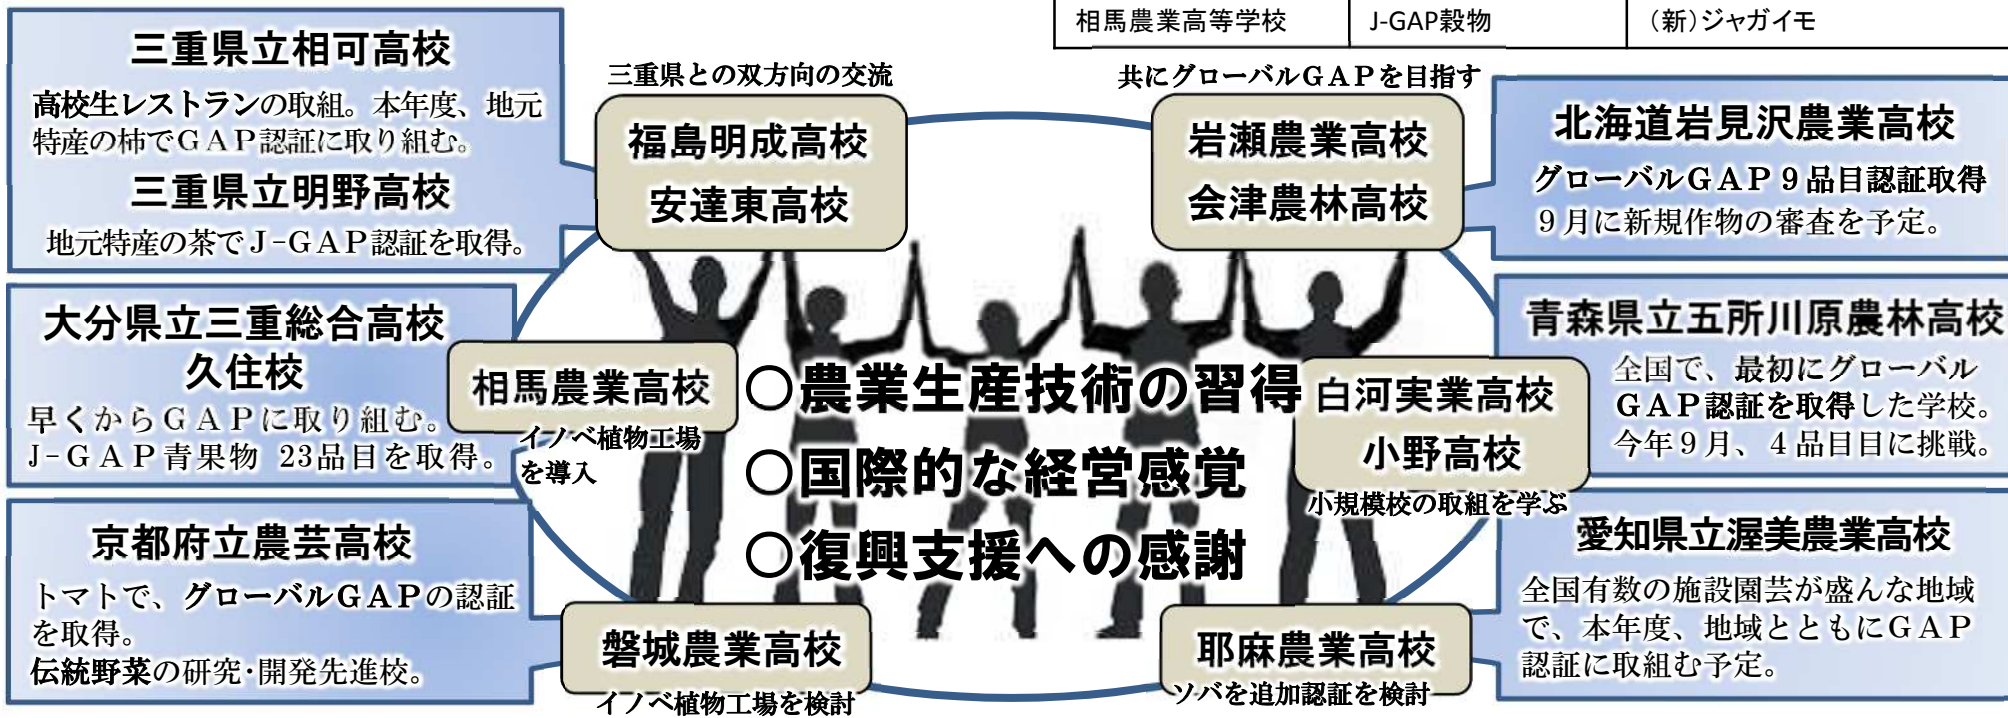 相馬農業高等学校 J-GAP穀物 (新)ジャガイモ
三重県立相可高校
高校生レストランの取組。本年度、地元
特産の柿でGAP認証に取り組む。
三重県立明野高校
地元特産の茶でJ-GAP認証を取得。
三重県との双方向の交流
福島明成高校
安達東高校
共にグローバルGAPを目指す
岩瀬農業高校
会津農林高校
北海道岩見沢農業高校
グローバルGAP9品目認証取得
9月に新規作物の審査を予定。
大分県立三重総合高校
久住校
早くからGAPに取り組む。
J-GAP青果物 23品目を取得。
相馬農業高校
イノベ植物工場
を導入
○農業生産技術の習得
○国際的な経営感覚
○復興支援への感謝
白河実業高校
小野高校
小規模校の取組を学ぶ
青森県立五所川原農林高校
全国で、最初にグローバル
GAP認証を取得した学校。
今年9月、4品目目に挑戦。
京都府立農芸高校
トマトで、グローバルGAPの認証
を取得。
伝統野菜の研究・開発先進校。
磐城農業高校
イノベ植物工場を検討
耶麻農業高校
ソバを追加認証を検討
愛知県立渥美農業高校
全国有数の施設園芸が盛んな地域
で、本年度、地域とともにGAP
認証に取組む予定。